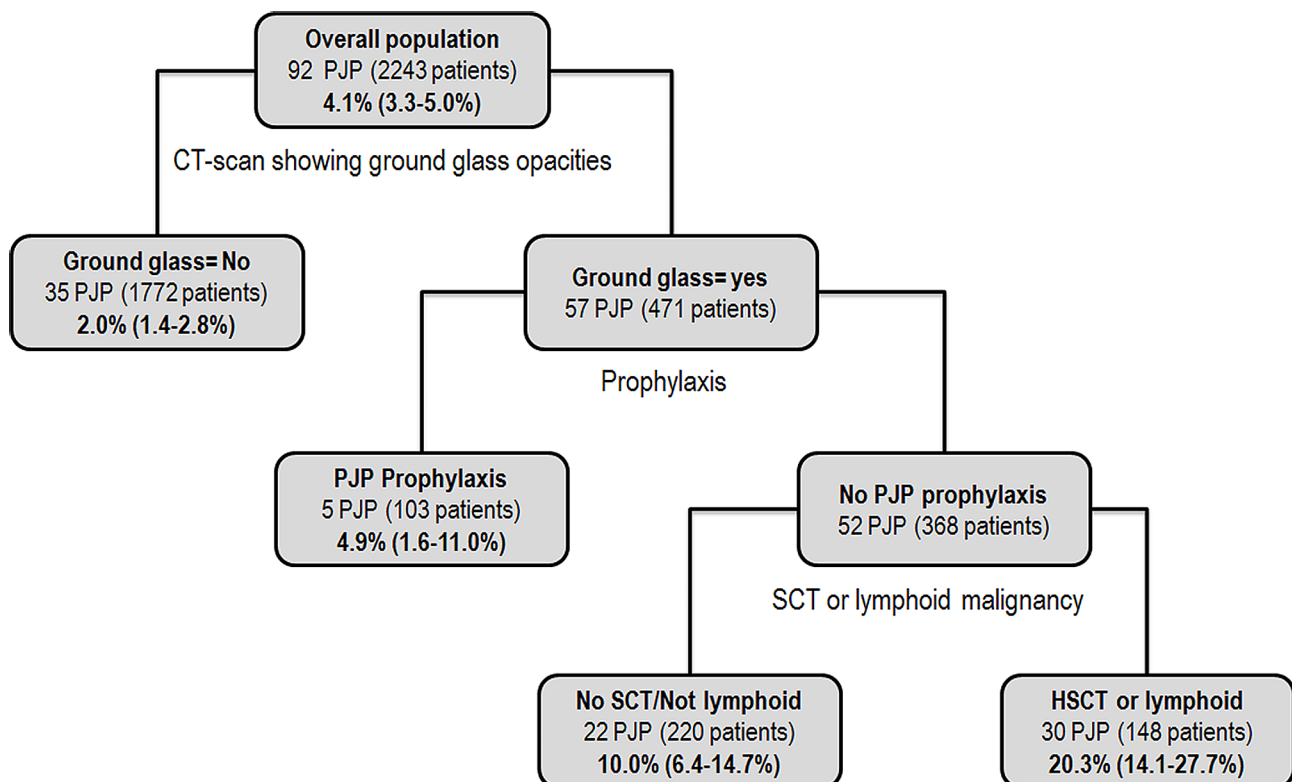 Overall population
92 PJP (2243 patients)
4.1% (3.3-5.0%)
CT-scan showing ground glass opacities
Ground glass= No
35 PJP (1772 patients)
2.0% (1.4-2.8%)
Ground glass= yes
57 PJP (471 patients)
Prophylaxis
PJP Prophylaxis
5 PJP (103 patients)
4.9% (1.6-11.0%)
No PJP prophylaxis
52 PJP (368 patients)
SCT or lymphoid malignancy
No SCT/Not lymphoid
22 PJP (220 patients)
10.0% (6.4-14.7%)
HSCT or lymphoid
30 PJP (148 patients)
20.3% (14.1-27.7%)